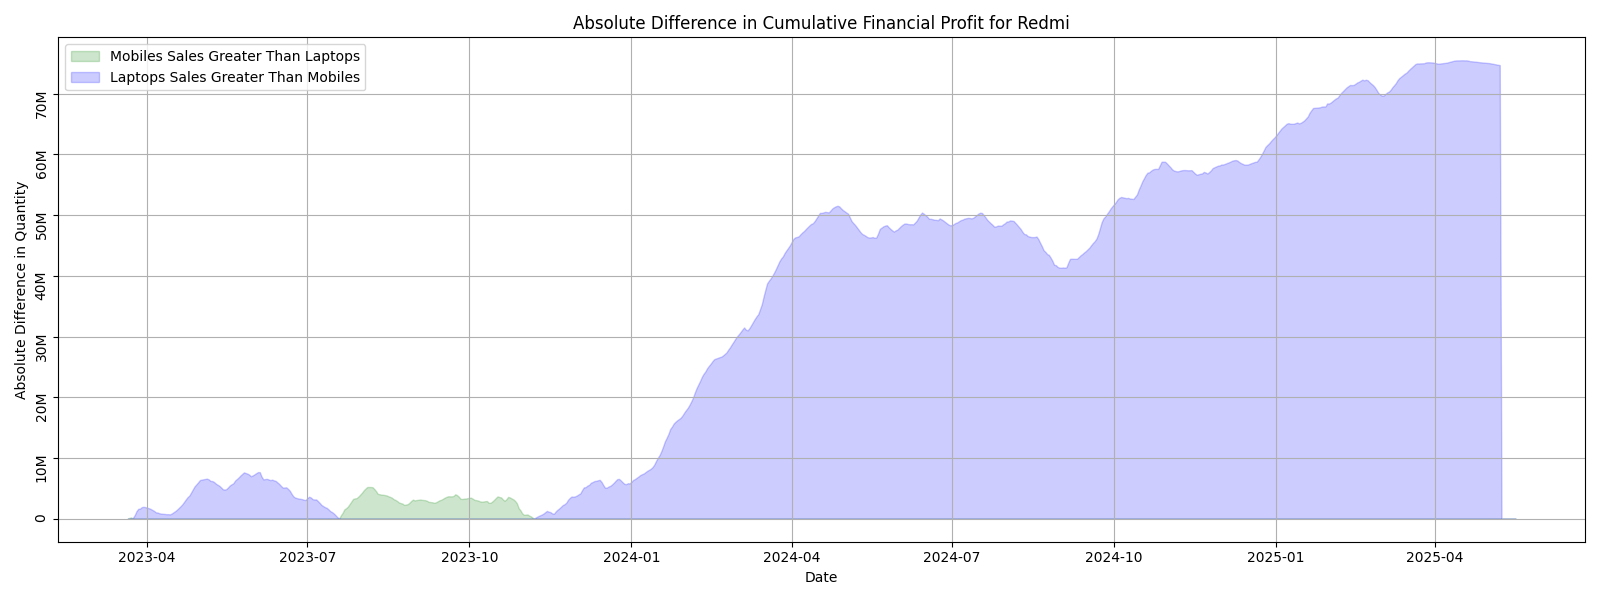 Absolute Difference in Cumulative Financial Profit for Redmi
Mobiles Sales Greater Than Laptops
Laptops Sales Greater Than Mobiles
Absolute Difference in Quantity
70M
60M
50M
40M
30M
20M
10M
0
2023-04 2023-07 2023-10 2024-01 2024-04 2024-07 2024-10 2025-01 2025-04
Date